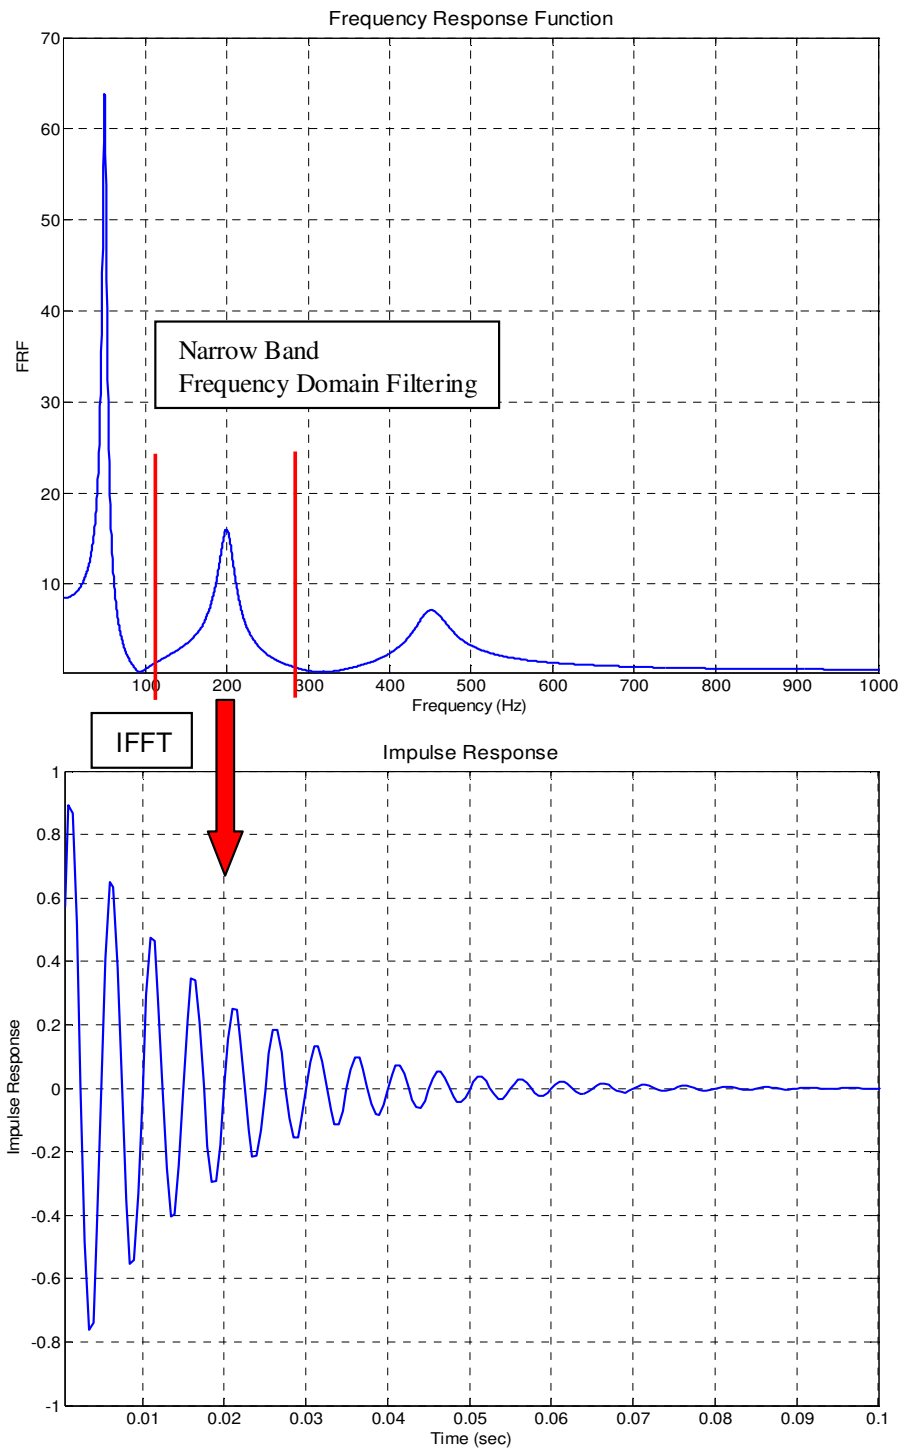 Frequency Response Function
70
60
50
40
30
20
10
FRF
Narrow Band
Frequency Domain Filtering
100 200 300 400 500 600 700 800 900 1000
Frequency (Hz)
IFFT
Impulse Response
1
0.8
0.6
0.4
0.2
0
-0.2
-0.4
-0.6
-0.8
-1
Impulse Response
0.01 0.02 0.03 0.04 0.05 0.06 0.07 0.08 0.09 0.1
Time (sec)